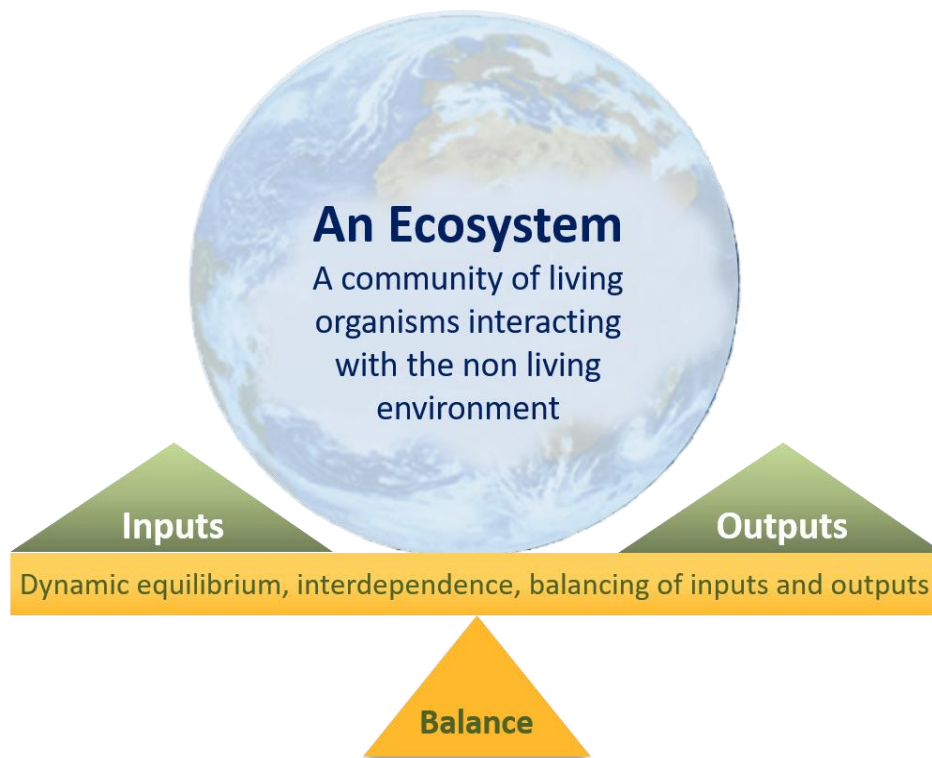 An Ecosystem
A community of living
organisms interacting
with the non living
environment
Inputs
Outputs
Dynamic equilibrium, interdependence, balancing of inputs and outputs
Balance